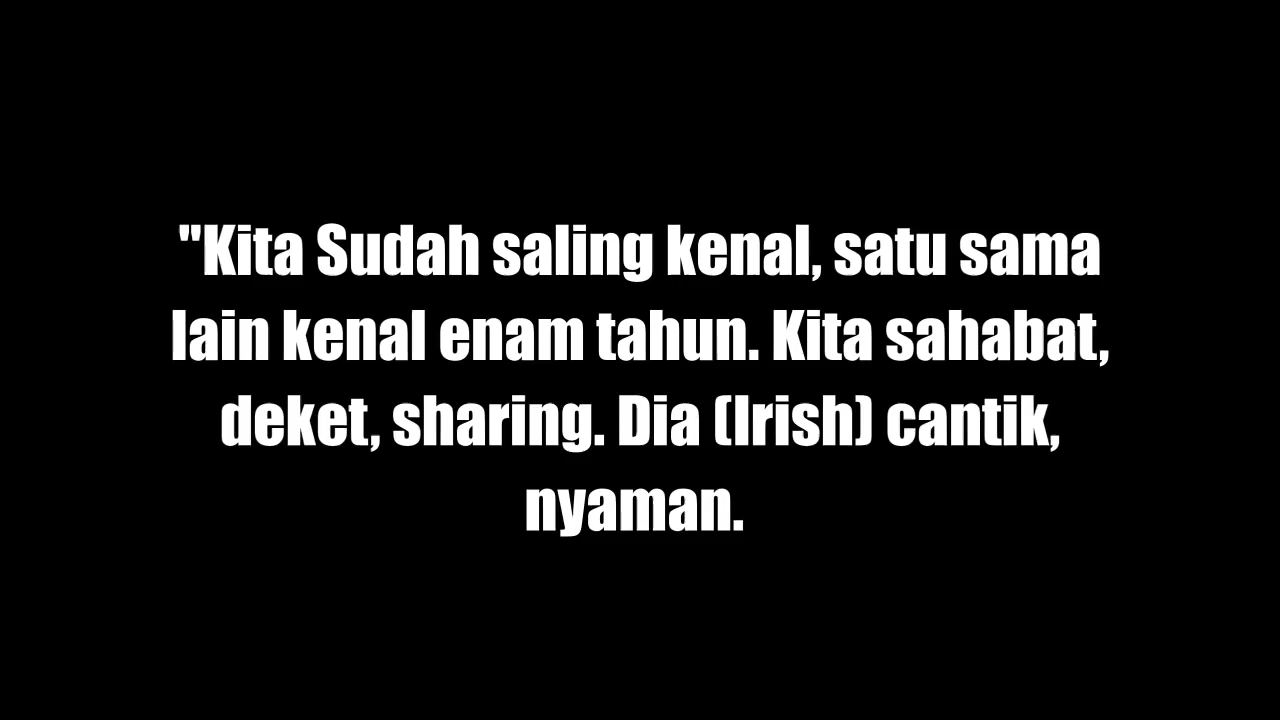 "Kita Sudah saling kenal, satu sama
lain kenal enam tahun. Kita sahabat,
deket, sharing. Dia (Irish) cantik,
nyaman.